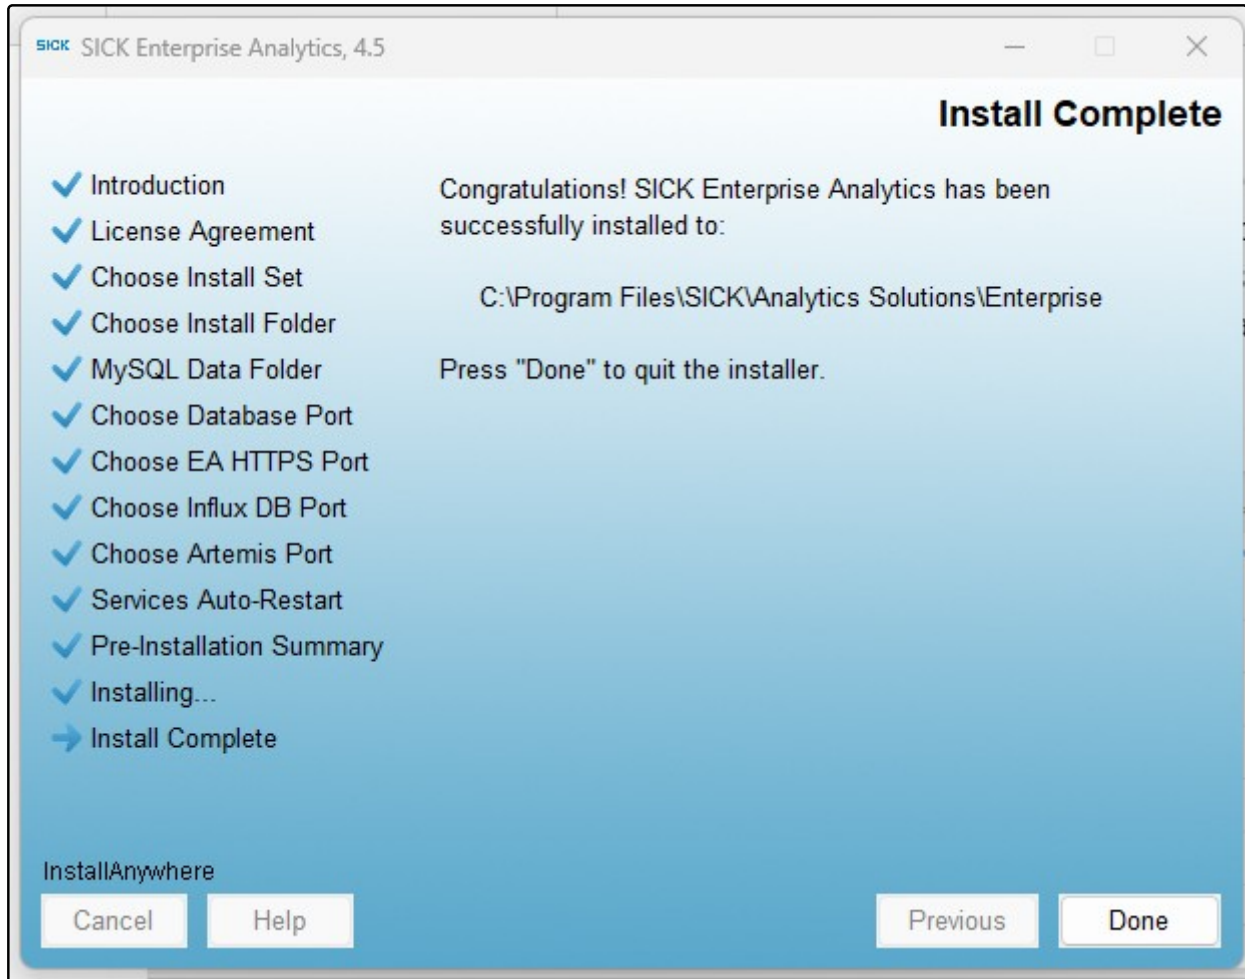 SICK SICK Enterprise Analytics, 4.5
Install Complete
Introduction
License Agreement
Choose Install Set
Choose Install Folder
MySQL Data Folder
Choose Database Port
Choose EA HTTPS Port
Choose Influx DB Port
Choose Artemis Port
Services Auto-Restart
Pre-Installation Summary
Installing...
Install Complete
Congratulations! SICK Enterprise Analytics has been
successfully installed to:
C:\Program Files\SICK\Analytics Solutions\Enterprise
Press "Done" to quit the installer.
InstallAnywhere
Cancel
Help
Previous
Done